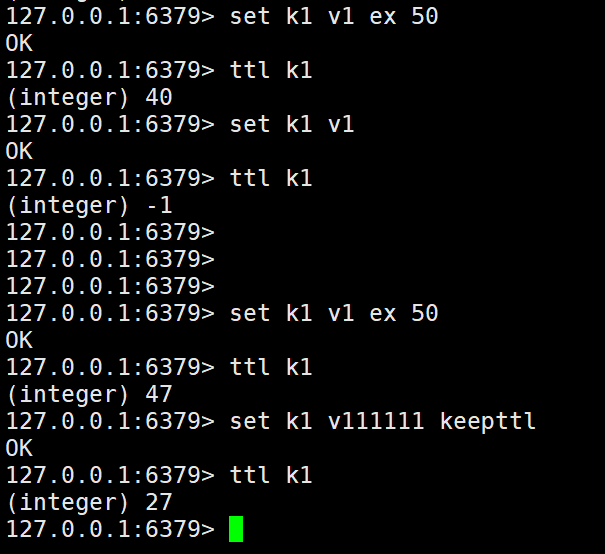 127.0.0.1:6379> set k1 v1 ex 50
OK
127.0.0.1:6379> ttl k1
(integer) 40
127.0.0.1:6379> set k1 v1
OK
127.0.0.1:6379> ttl k1
(integer) -1
127.0.0.1:6379>
127.0.0.1:6379>
127.0.0.1:6379>
127.0.0.1:6379> set k1 v1 ex 50
OK
127.0.0.1:6379> ttl k1
(integer) 47
127.0.0.1:6379> set k1 v111111 keepttl
OK
127.0.0.1:6379> ttl k1
(integer) 27
127.0.0.1:6379>